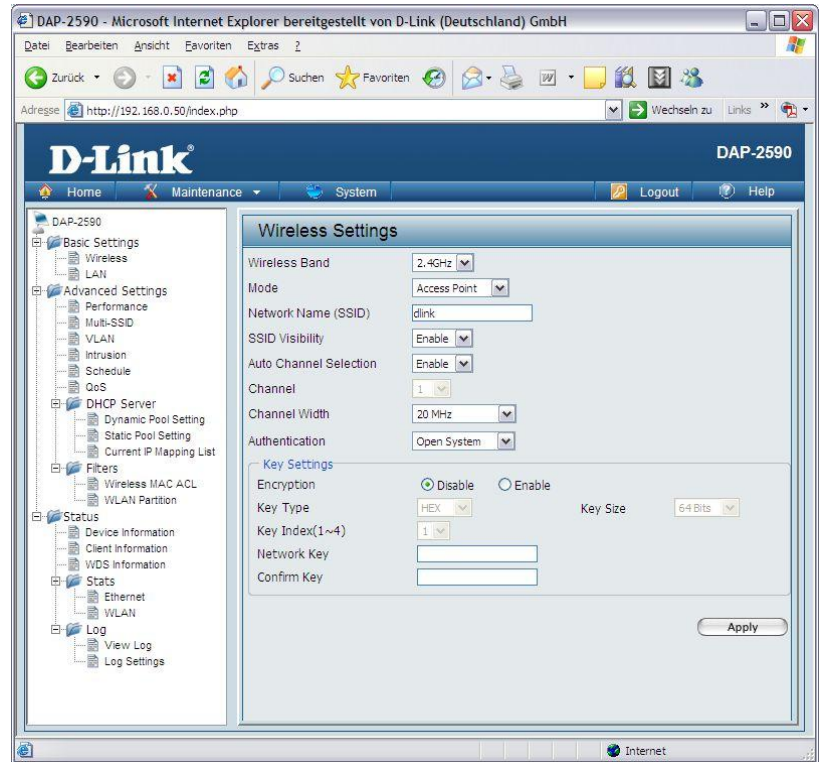 DAP-2590 - Microsoft Internet Explorer bereitgestellt von D-Link (Deutschland) GmbH
Datei Bearbeiten Ansicht Favoriten Extras ?
Zurück Suchen Favoriten
Adresse http://192.168.0.50/index.php Wechseln zu Links »
D-Link®
DAP-2590
Home Maintenance System Logout Help
DAP-2590
Basic Settings
Wireless
LAN
Advanced Settings
Performance
Multi-SSID
VLAN
Intrusion
Schedule
QoS
DHCP Server
Dynamic Pool Setting
Static Pool Setting
Current IP Mapping List
Filters
Wireless MAC ACL
WLAN Partition
Status
Device Information
Client Information
WDS Information
Stats
Ethernet
WLAN
Log
View Log
Log Settings
Wireless Settings
Wireless Band 2.4GHz
Mode Access Point
Network Name (SSID) dlink
SSID Visibility Enable
Auto Channel Selection Enable
Channel 1
Channel Width 20 MHz
Authentication Open System
Key Settings
Encryption Disable Enable
Key Type HEX Key Size 64 Bits
Key Index(1~4) 1
Network Key
Confirm Key
Apply
Internet